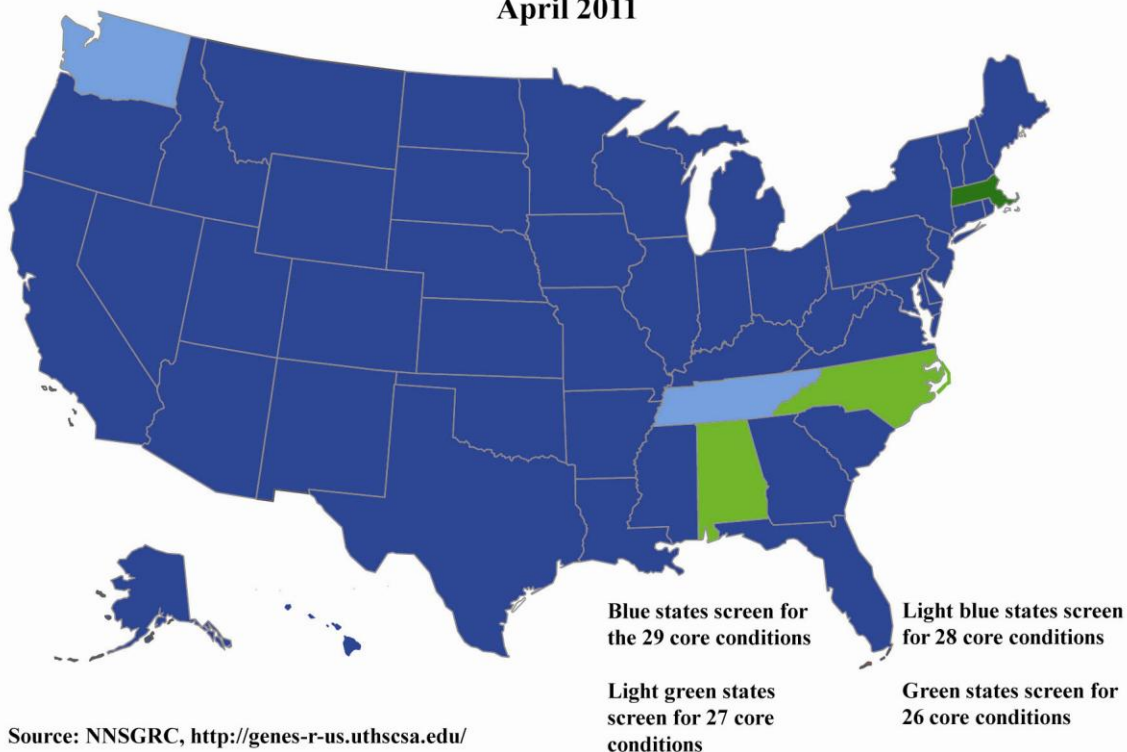 April 2011
Blue states screen for
the 29 core conditions
Light blue states screen
for 28 core conditions
Light green states
screen for 27 core
conditions
Green states screen for
26 core conditions
Source: NNSGRC, http://genes-r-us.uthscsa.edu/